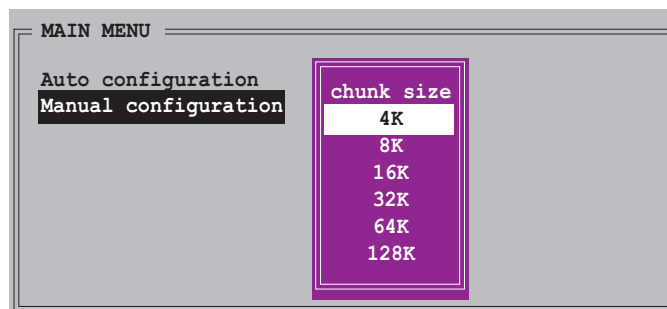 MAIN MENU
Auto configuration
Manual configuration
chunk size
4K
8K
16K
32K
64K
128K